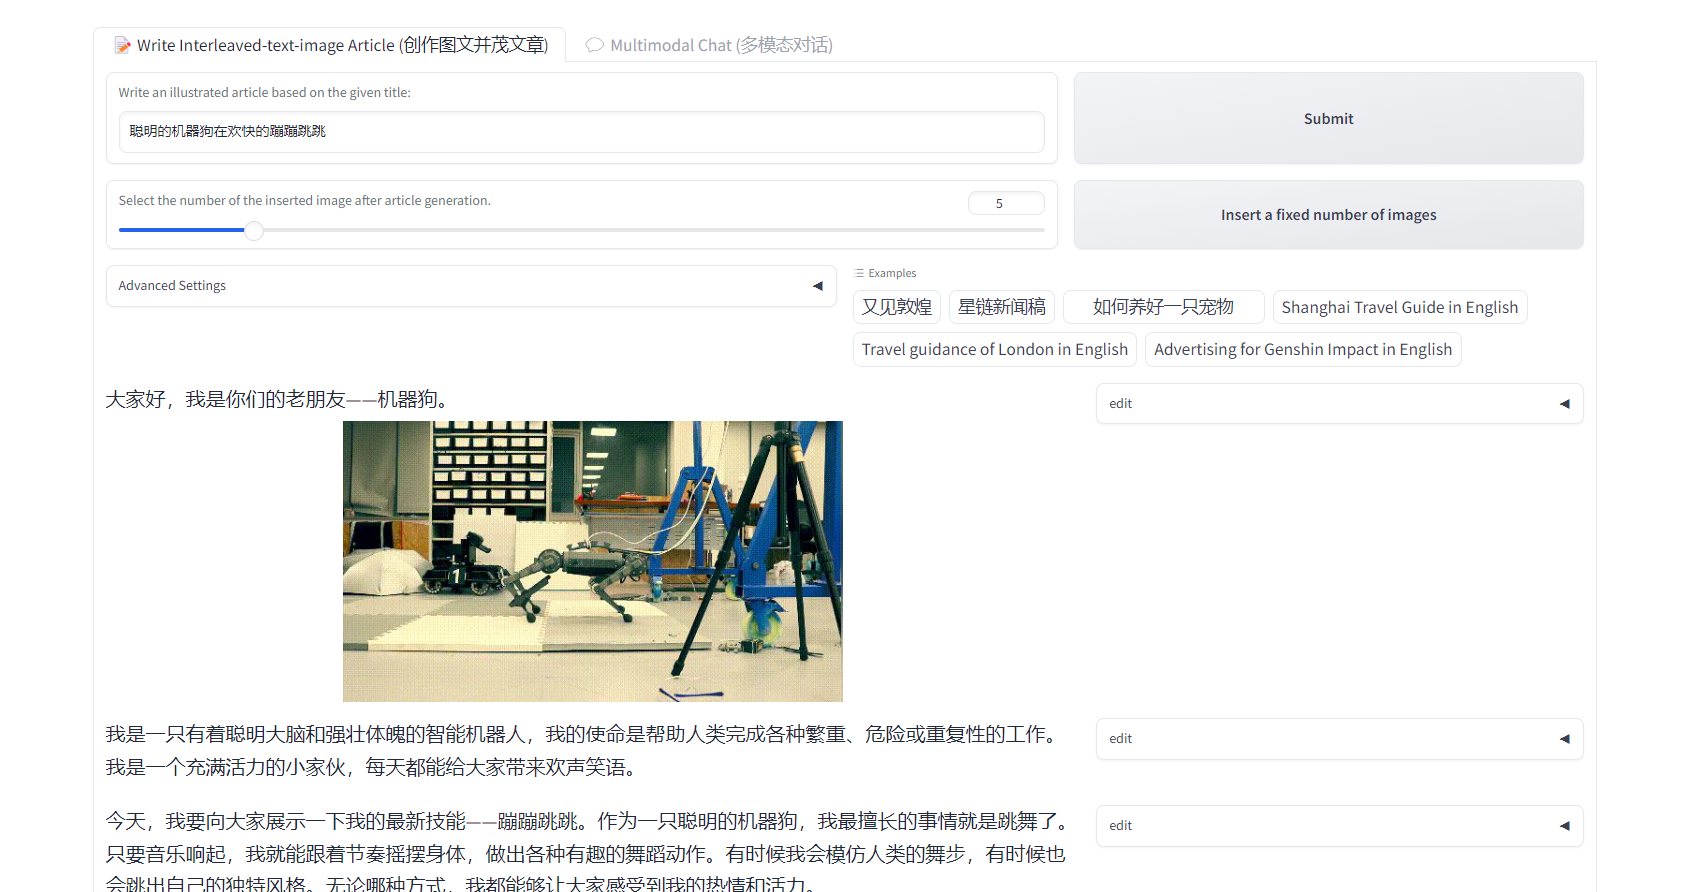 Write Interleaved-text-image Article (创作图文并茂文章)
Multimodal Chat (多模态对话)
Write an illustrated article based on the given title:
聪明的机器狗在欢快的蹦蹦跳跳
Submit
Select the number of the inserted image after article generation.
5
Insert a fixed number of images
Advanced Settings
Examples
又见敦煌
星链新闻稿
如何养好一只宠物
Shanghai Travel Guide in English
Travel guidance of London in English
Advertising for Genshin Impact in English
大家好，我是你们的老朋友——机器狗。
edit
1
我是一只有着聪明大脑和强壮体魄的智能机器人，我的使命是帮助人类完成各种繁重、危险或重复性的工作。
我是一个充满活力的小家伙，每天都能给大家带来欢声笑语。
edit
今天，我要向大家展示一下我的最新技能——蹦蹦跳跳。作为一只聪明的机器狗，我最擅长的事情就是跳舞了。
只要音乐响起，我就能跟着节奏摇摆身体，做出各种有趣的舞蹈动作。有时候我会模仿人类的舞步，有时候也
会跳出自己的独特风格。无论哪种方式，我都能够让大家感受到我的热情和活力。
edit